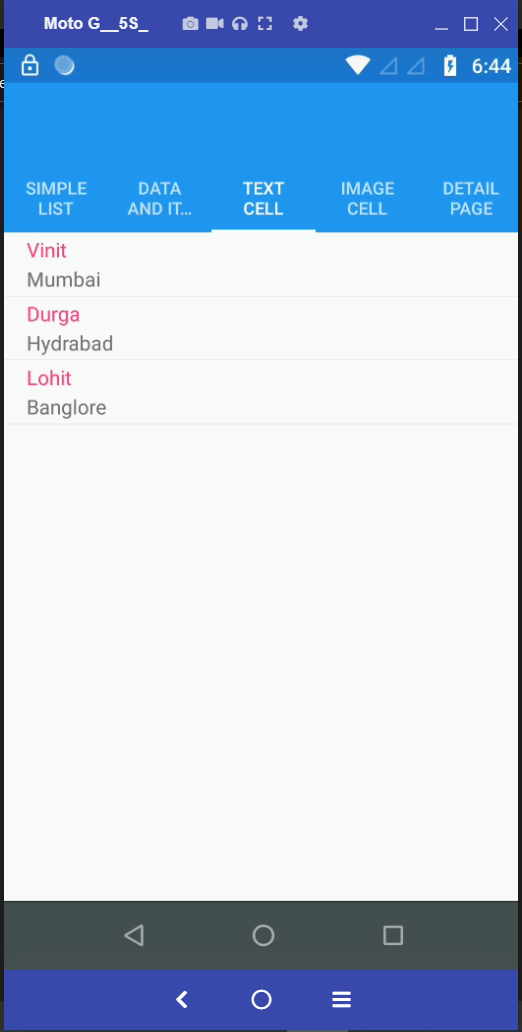 Moto G__5S_
6:44
SIMPLE LIST
DATA AND IT...
TEXT CELL
IMAGE CELL
DETAIL PAGE
Vinit
Mumbai
Durga
Hydrabad
Lohit
Banglore